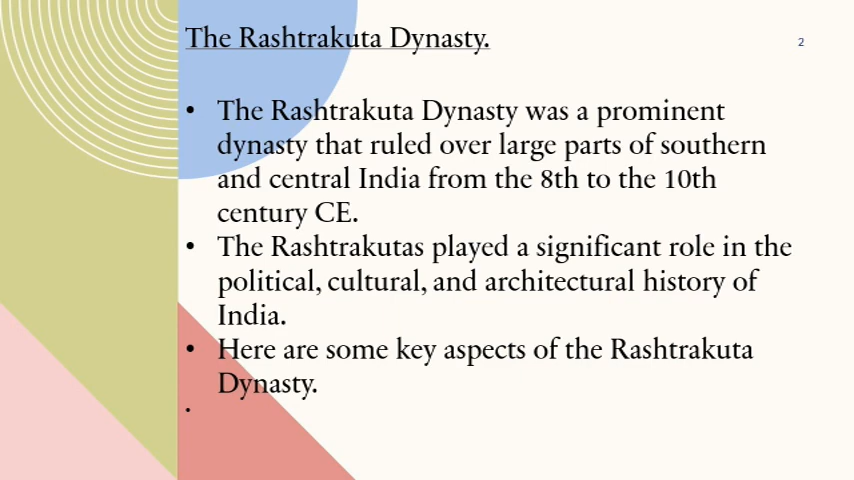 The Rashtrakuta Dynasty.
2
• The Rashtrakuta Dynasty was a prominent
dynasty that ruled over large parts of southern
and central India from the 8th to the 10th
century CE.
• The Rashtrakutas played a significant role in the
political, cultural, and architectural history of
India.
• Here are some key aspects of the Rashtrakuta
Dynasty.
•